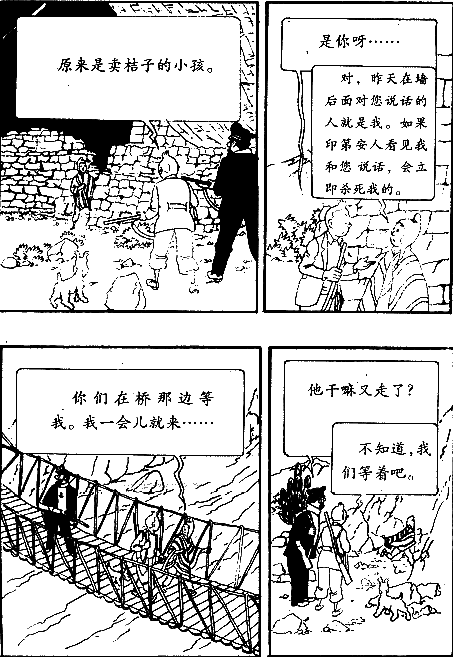 原来是卖桔子的小孩。
是你呀……
对，昨天在墙
后面对您说话的
人就是我。如果
印第安人看见我
和您说话，会立
即杀死我的。
你们在桥那边等
我。我一会儿就来……
他干嘛又走了？
不知道，我
们等着吧。